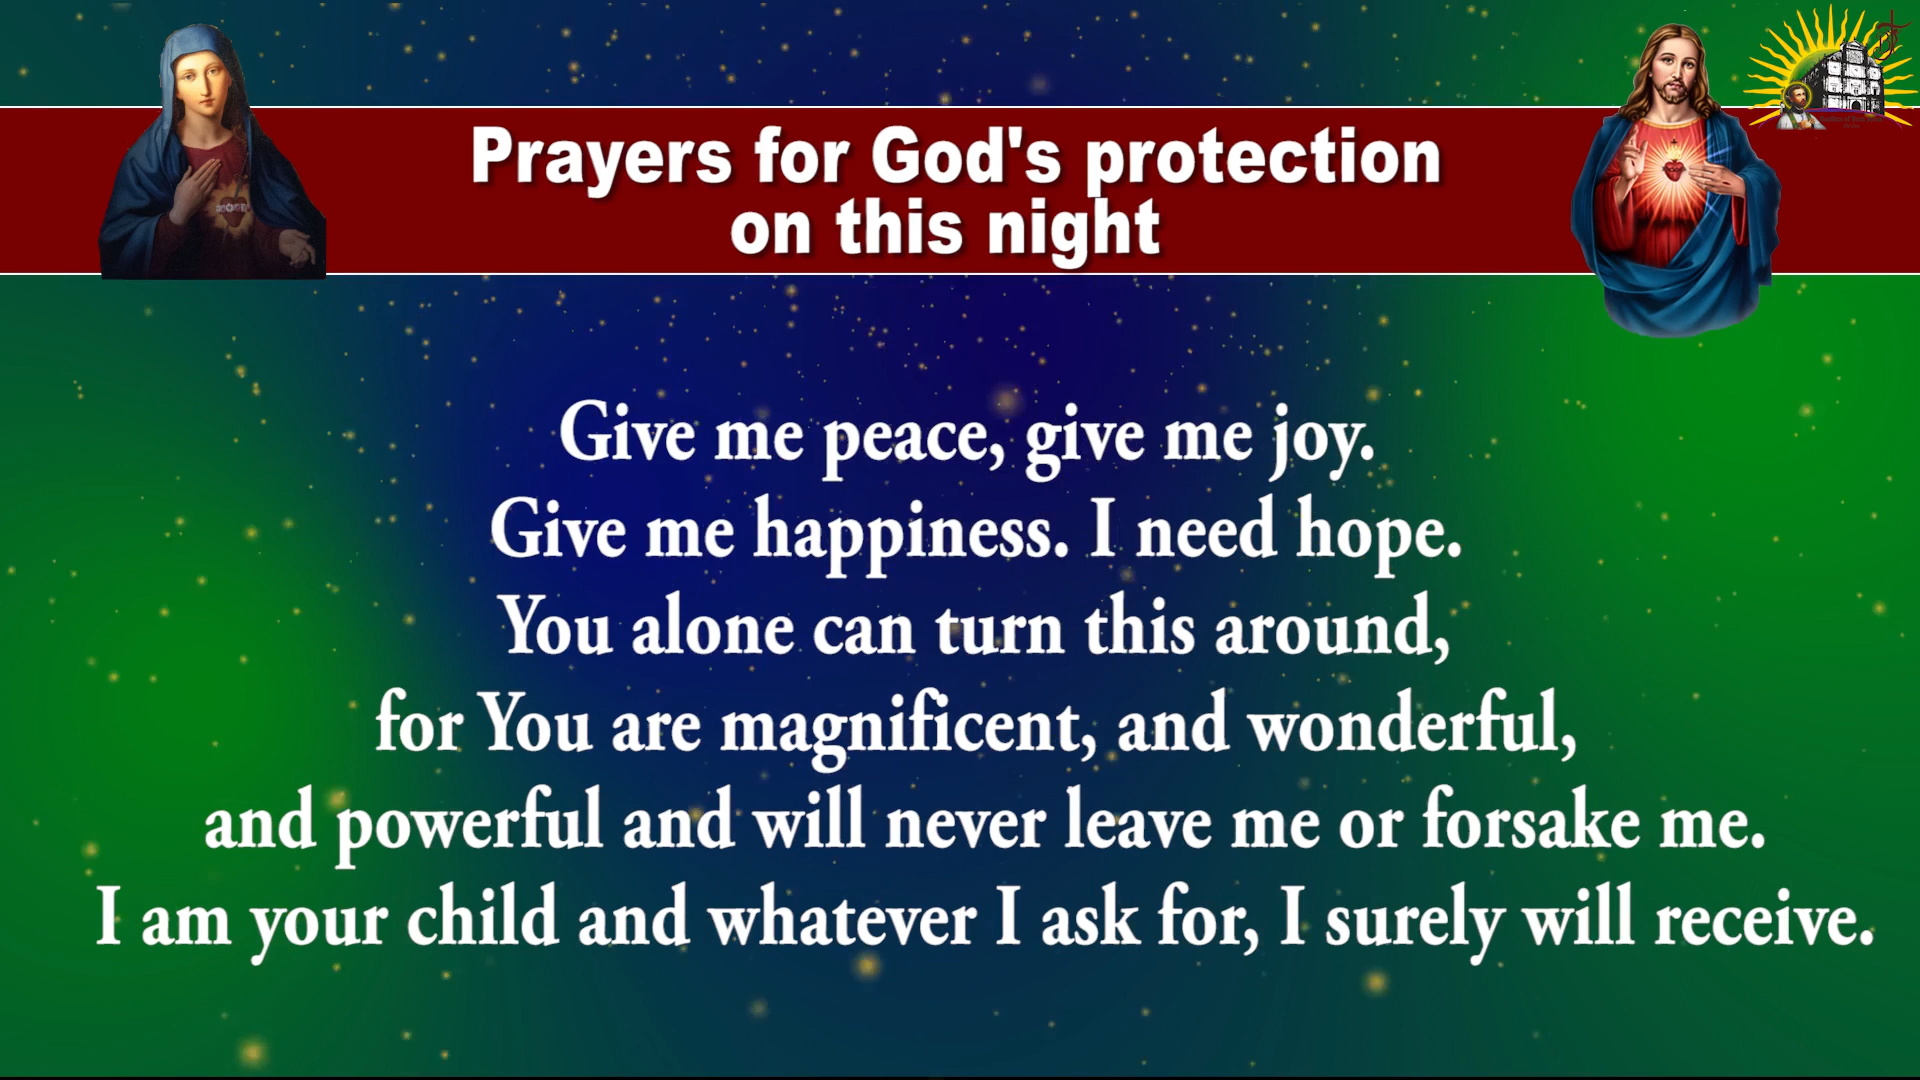 Prayers for God's protection
on this night
Give me peace, give me joy.
Give me happiness. I need hope.
You alone can turn this around,
for You are magnificent, and wonderful,
and powerful and will never leave me or forsake me.
I am your child and whatever I ask for, I surely will receive.